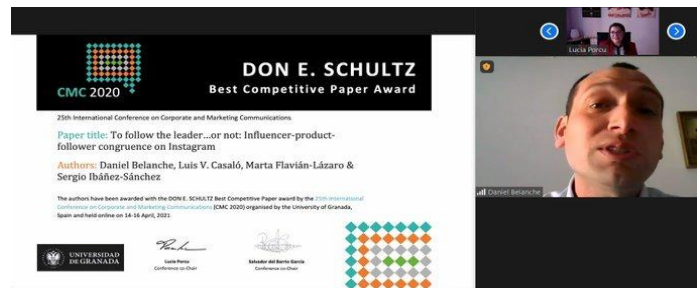 CMC 2020
DON E. SCHULTZ
Best Competitive Paper Award
25th International Conference on Corporate and Marketing Communications
Paper title: To follow the leader...or not: Influencer-product-
follower congruence on Instagram
Authors: Daniel Belanche, Luis V. Casaló, Marta Flavián-Lázaro &
Sergio Ibáñez-Sánchez
The authors have been awarded with the DON E. SCHULTZ Best Competitive Paper award by the 25th International
Conference on Corporate and Marketing Communications (CMC 2020) organised by the University of Granada,
Spain and held online on 14-16 April, 2021
UNIVERSIDAD
DE GRANADA
Lucia Porcu
Conference co-Chair
Salvador del Barrio García
Conference co-Chair
Lucia Porcu
Daniel Belanche